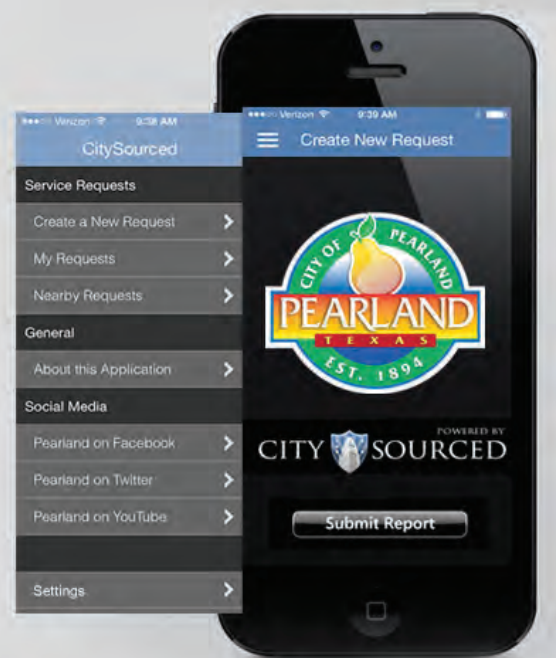 Verizon 9:38 AM
CitySourced
Service Requests
Create a New Request
My Requests
Nearby Requests
General
About this Application
Social Media
Pearland on Facebook
Pearland on Twitter
Pearland on YouTube
Settings
Verizon 9:39 AM
Create New Request
CITY OF PEARLAND
PEARLAND
TEXAS
EST. 1894
POWERED BY
CITY SOURCED
Submit Report